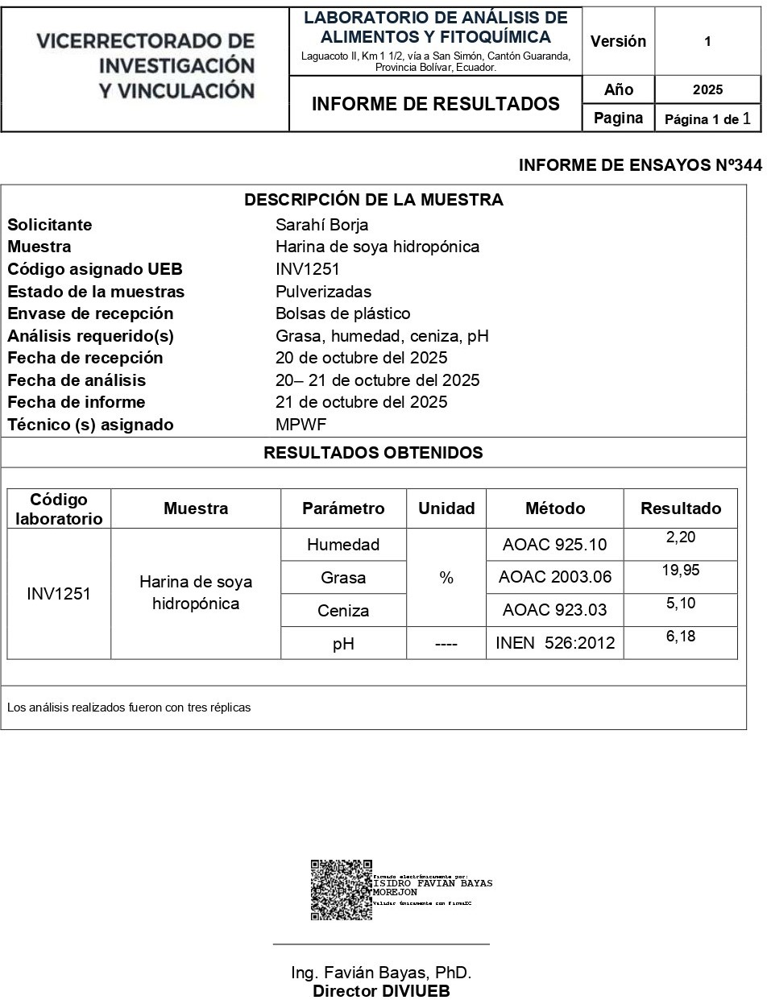 VICERRECTORADO DE
INVESTIGACIÓN
Y VINCULACIÓN
LABORATORIO DE ANÁLISIS DE
ALIMENTOS Y FITOQUÍMICA
Laguacoto II, Km 1 1/2, vía a San Simón, Cantón Guaranda,
Provincia Bolívar, Ecuador.
INFORME DE RESULTADOS
Versión 1
Año 2025
Pagina Página 1 de 1
INFORME DE ENSAYOS Nº344
DESCRIPCIÓN DE LA MUESTRA
Solicitante Sarahí Borja
Muestra Harina de soya hidropónica
Código asignado UEB INV1251
Estado de la muestras Pulverizadas
Envase de recepción Bolsas de plástico
Análisis requerido(s) Grasa, humedad, ceniza, pH
Fecha de recepción 20 de octubre del 2025
Fecha de análisis 20– 21 de octubre del 2025
Fecha de informe 21 de octubre del 2025
Técnico (s) asignado MPWF
RESULTADOS OBTENIDOS
Código laboratorio Muestra Parámetro Unidad Método Resultado
INV1251 Harina de soya hidropónica
Humedad % AOAC 925.10 2,20
Grasa AOAC 2003.06 19,95
Ceniza AOAC 923.03 5,10
pH ---- INEN 526:2012 6,18
Los análisis realizados fueron con tres réplicas
Firmado electrónicamente por:
ISIDRO FAVIAN BAYAS
MOREJON
Validar únicamente con FirmaEC
Ing. Favián Bayas, PhD.
Director DIVIUEB